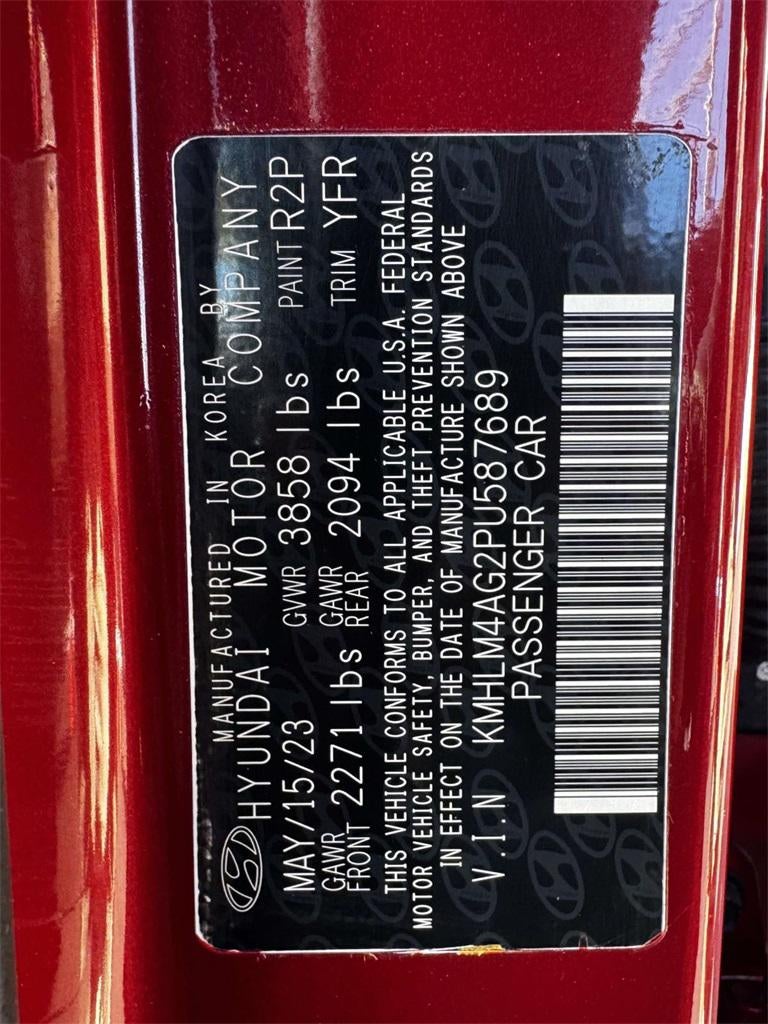 MANUFACTURED IN KOREA BY
HYUNDAI MOTOR COMPANY
MAY/15/23 GVWR 3858 lbs PAINT R2P
GAWR FRONT 2271 lbs GAWR REAR 2094 lbs TRIM YFR
THIS VEHICLE CONFORMS TO ALL APPLICABLE U.S.A. FEDERAL
MOTOR VEHICLE SAFETY, BUMPER, AND THEFT PREVENTION STANDARDS
IN EFFECT ON THE DATE OF MANUFACTURE SHOWN ABOVE
V.I.N KMHLM4AG2PU587689
PASSENGER CAR